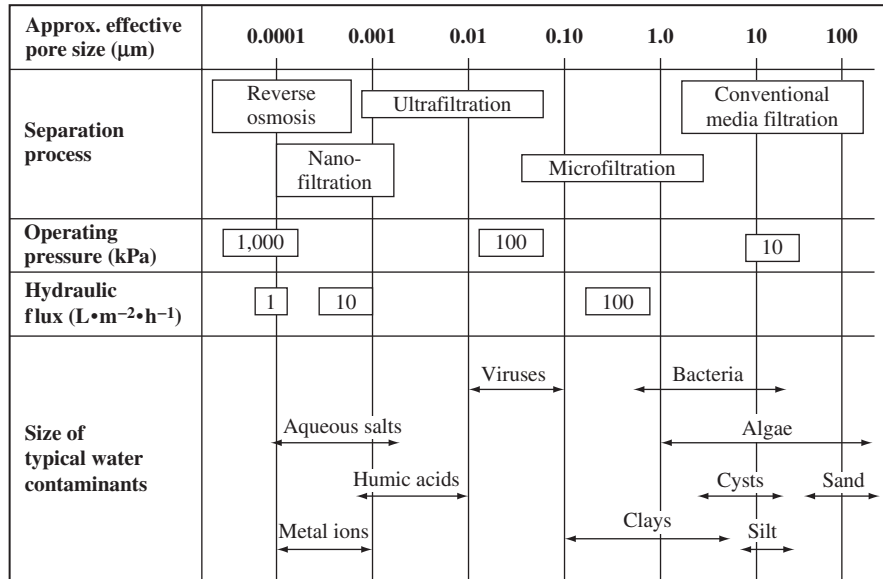 Approx. effective
pore size (μm)
0.0001 0.001 0.01 0.10 1.0 10 100
Separation
process
Reverse
osmosis
Ultrafiltration
Conventional
media filtration
Nano-
filtration
Microfiltration
Operating
pressure (kPa)
1,000 100 10
Hydraulic
flux (L•m⁻²•h⁻¹)
1 10 100
Size of
typical water
contaminants
Viruses Bacteria
Aqueous salts Algae
Humic acids Cysts Sand
Metal ions Clays Silt